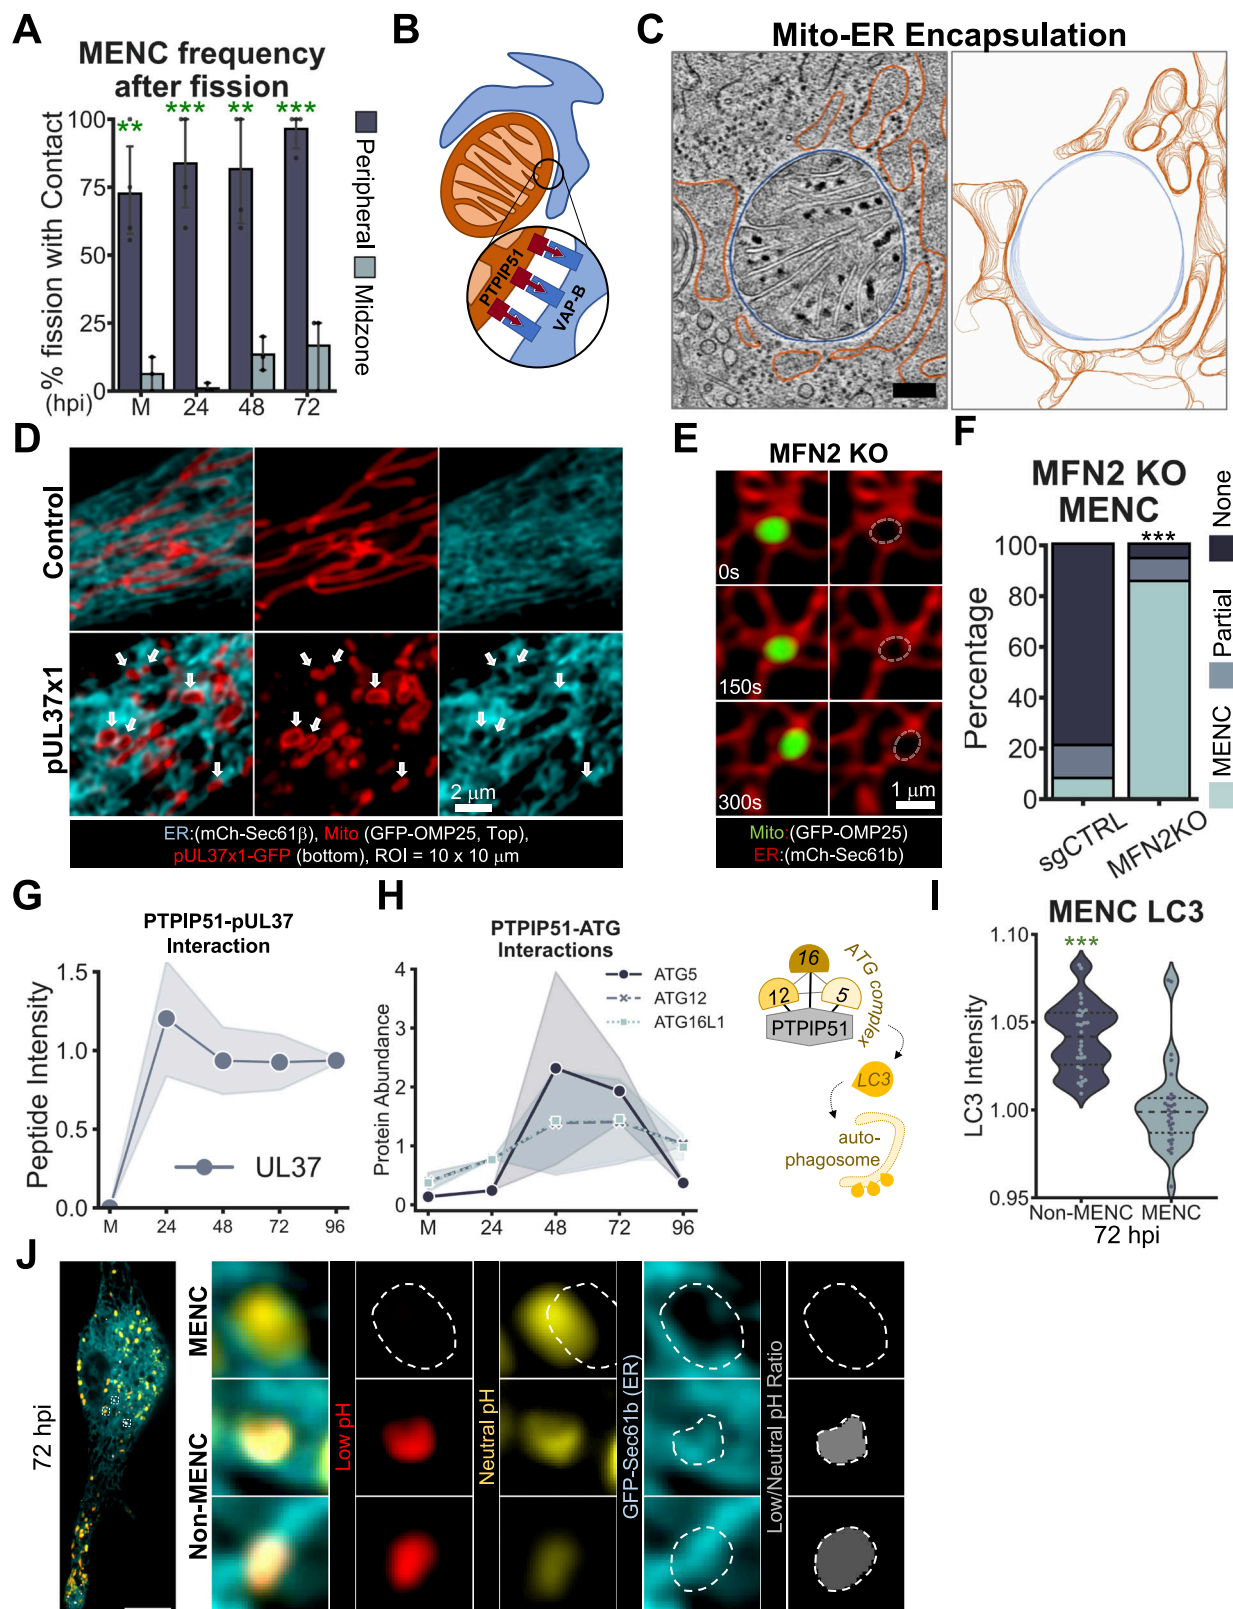 A
MENC frequency
after fission
% fission with Contact
100
75
50
25
0
(hpi)
M
24
48
72
**
***
**
***
Peripheral
Midzone
B
PTPIP51
VAP-B
C
Mito-ER Encapsulation
D
Control
pUL37x1
2 μm
ER:(mCh-Sec61β), Mito (GFP-OMP25, Top),
pUL37x1-GFP (bottom), ROI = 10 x 10 μm
E
MFN2 KO
0s
150s
300s
1 μm
Mito:(GFP-OMP25)
ER:(mCh-Sec61b)
F
MFN2 KO
MENC
***
Percentage
100
80
60
40
20
0
sgCTRL
MFN2KO
None
Partial
MENC
G
PTPIP51-pUL37
Interaction
Peptide Intensity
1.5
1.0
0.5
0.0
UL37
M
24
48
72
96
H
PTPIP51-ATG
Interactions
Protein Abundance
4
3
2
1
0
ATG5
ATG12
ATG16L1
M
24
48
72
96
16
12
5
PTPIP51
ATG complex
LC3
auto-
phagosome
I
MENC LC3
***
LC3 Intensity
1.10
1.05
1.00
0.95
Non-MENC
MENC
72 hpi
J
72 hpi
MENC
Non-MENC
Low pH
Neutral pH
GFP-Sec61b (ER)
Low/Neutral pH Ratio